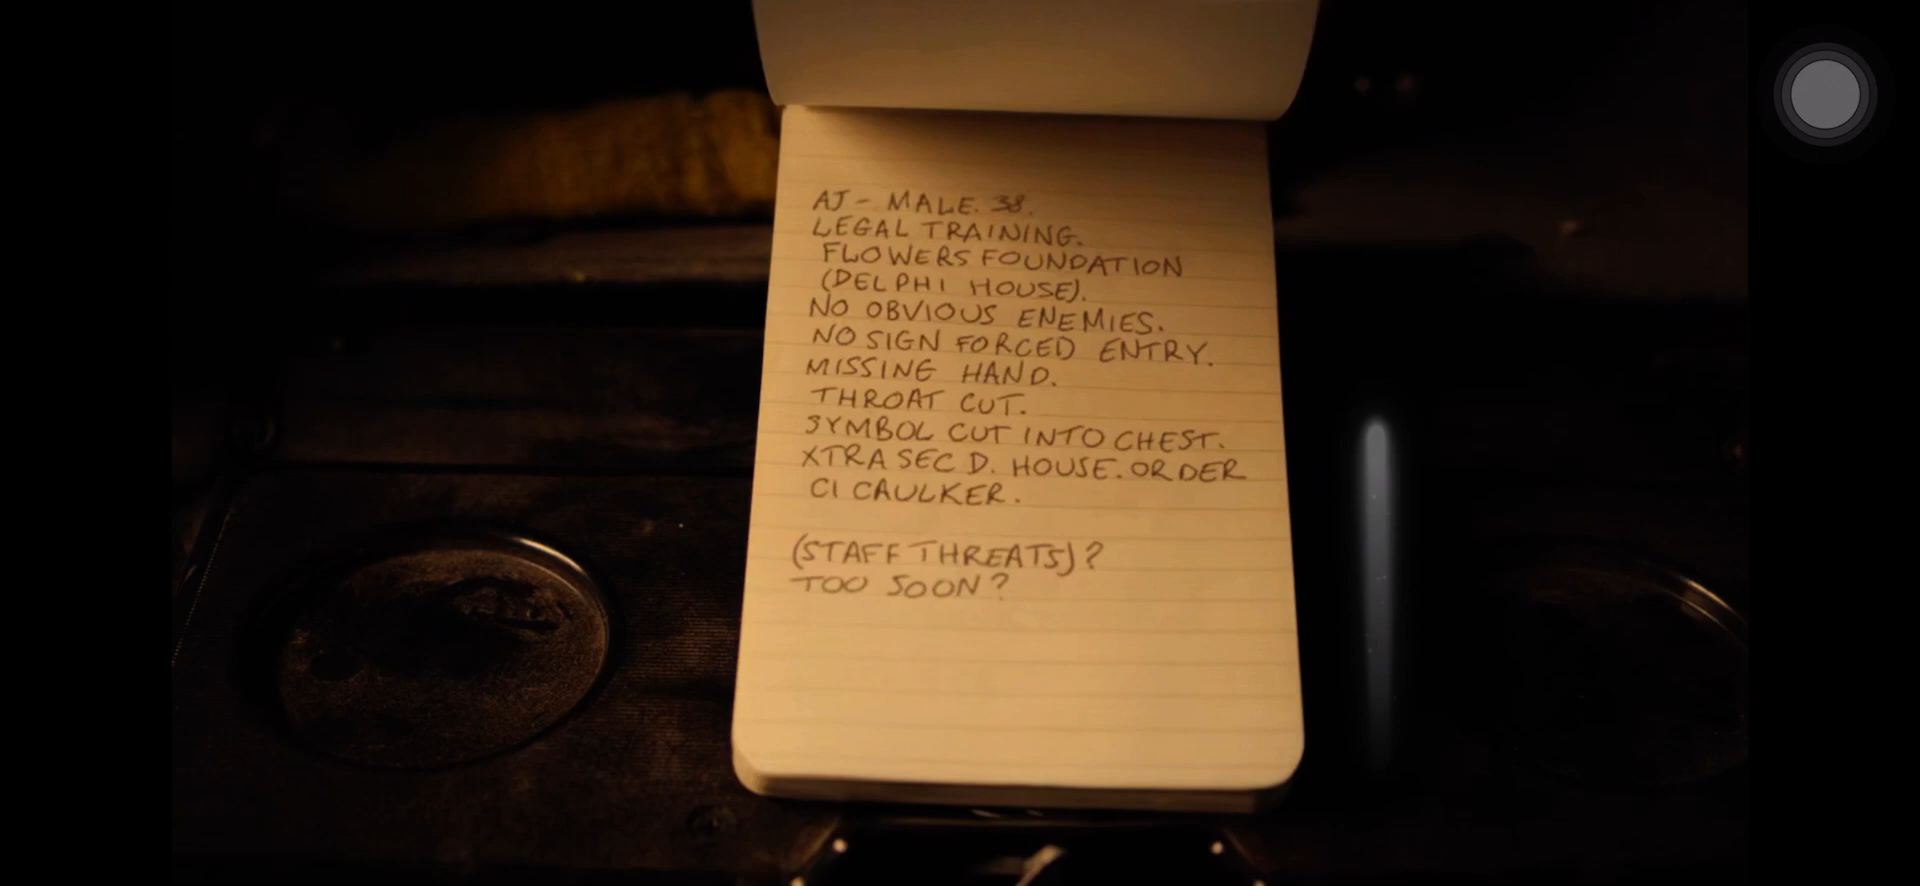 AJ - MALE. 38.
LEGAL TRAINING.
FLOWERS FOUNDATION
(DELPHI HOUSE).
NO OBVIOUS ENEMIES.
NO SIGN FORCED ENTRY.
MISSING HAND.
THROAT CUT.
SYMBOL CUT INTO CHEST.
XTRA SEC D. HOUSE. ORDER
CI CAULKER.
(STAFF THREATS)?
TOO SOON?